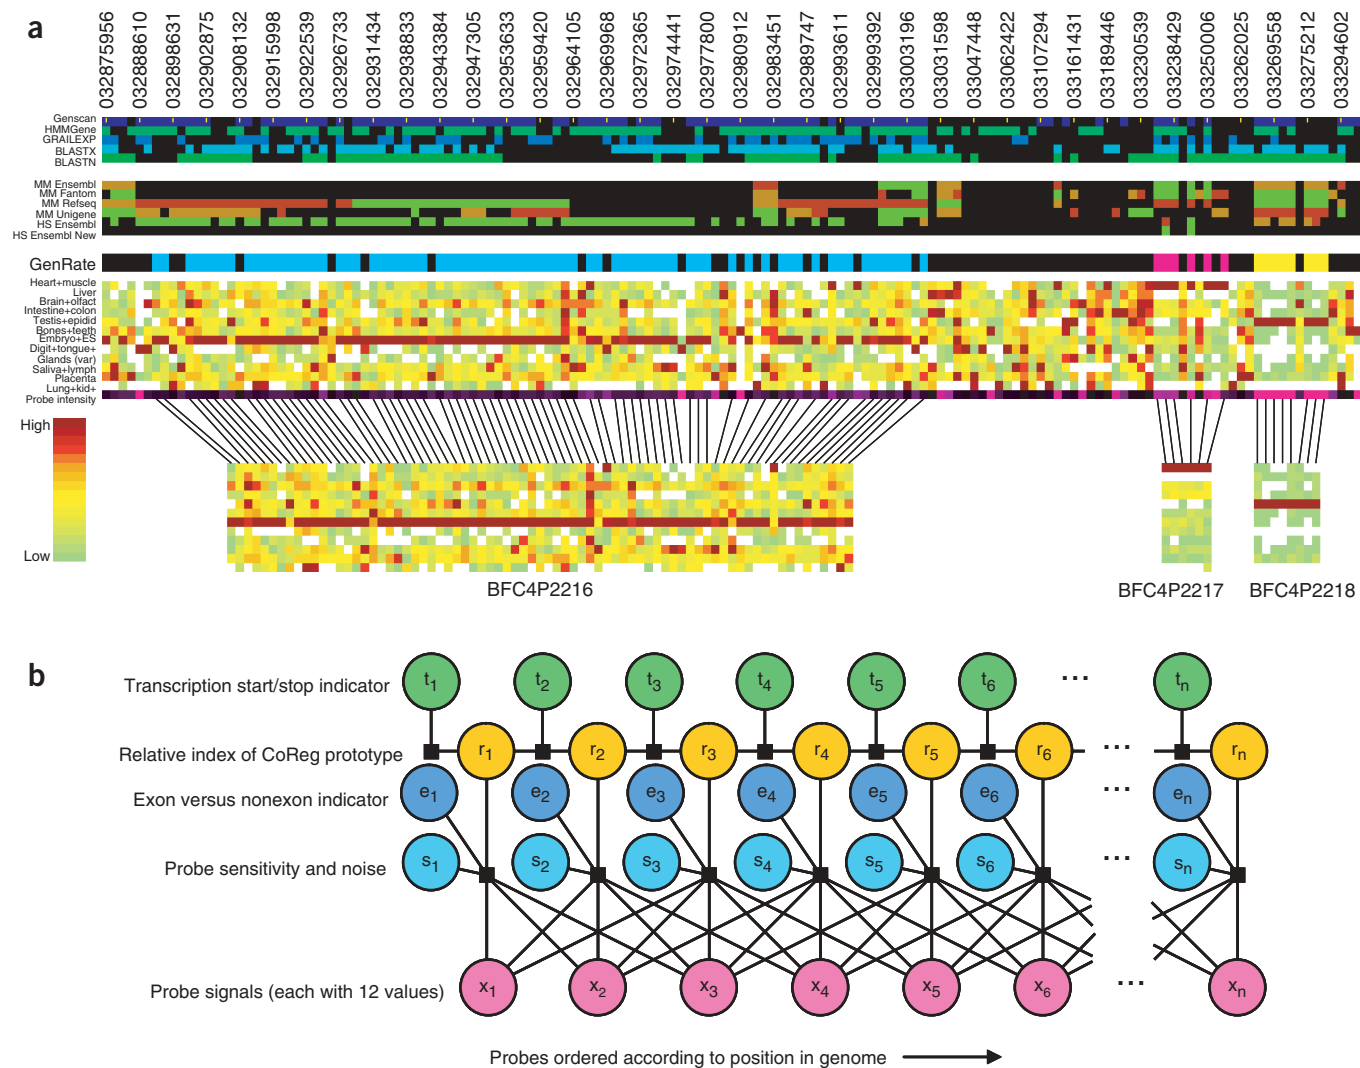 a
032875956
032888610
032898631
032902875
032908132
032915998
032922539
032926733
032931434
032938833
032943384
032947305
032953633
032959420
032964105
032969968
032972365
032974441
032977800
032980912
032983451
032989747
032993611
032999392
033003196
033031598
033047448
033062422
033107294
033161431
033189446
033230539
033238429
033250006
033262025
033269558
033275212
033294602
Genscan
HMMGene
GRAILEXP
BLASTX
BLASTN
MM Ensembl
MM Fantom
MM Refseq
MM Unigene
HS Ensembl
HS Ensembl New
GenRate
Heart+muscle
Liver
Brain+olfact
Intestine+colon
Testis+epidid
Bones+teeth
Embryo+ES
Digit+tongue+
Glands (var)
Saliva+lymph
Placenta
Lung+kid+
Probe intensity
High
Low
BFC4P2216
BFC4P2217
BFC4P2218
b
Transcription start/stop indicator
t1 t2 t3 t4 t5 t6 ... tn
Relative index of CoReg prototype
r1 r2 r3 r4 r5 r6 ... rn
Exon versus nonexon indicator
e1 e2 e3 e4 e5 e6 ... en
Probe sensitivity and noise
s1 s2 s3 s4 s5 s6 ... sn
Probe signals (each with 12 values)
x1 x2 x3 x4 x5 x6 ... xn
Probes ordered according to position in genome